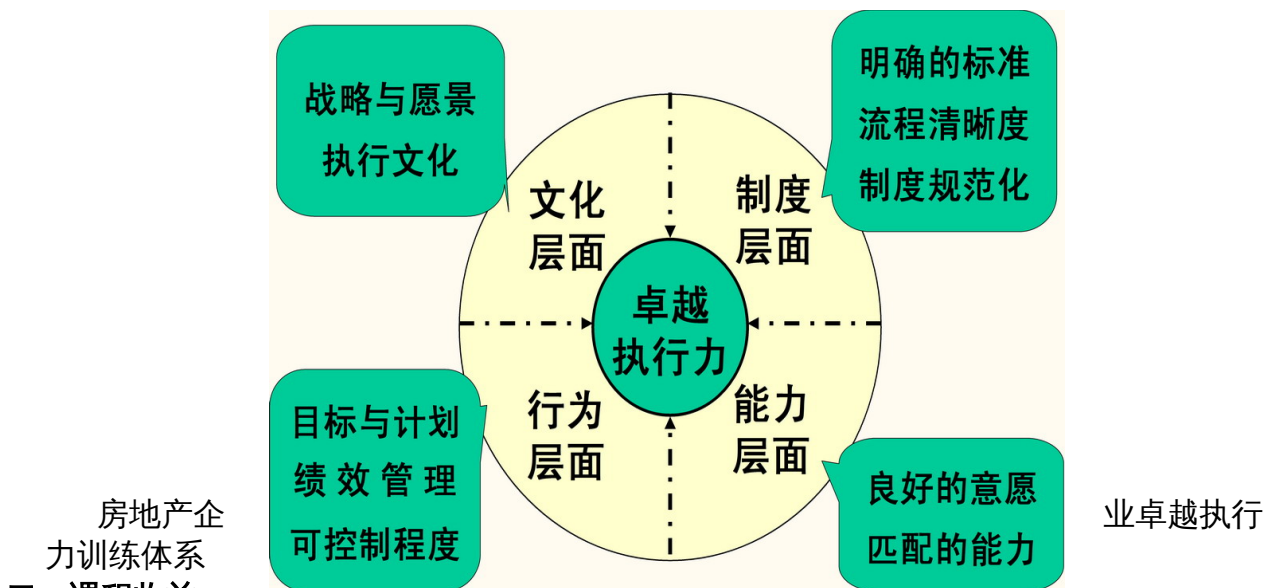 战略与愿景
执行文化
明确的标准
流程清晰度
制度规范化
文化
层面
制度
层面
卓越
执行力
行为
层面
能力
层面
目标与计划
绩效管理
可控制程度
良好的意愿
匹配的能力
房地产企业卓越执行
力训练体系